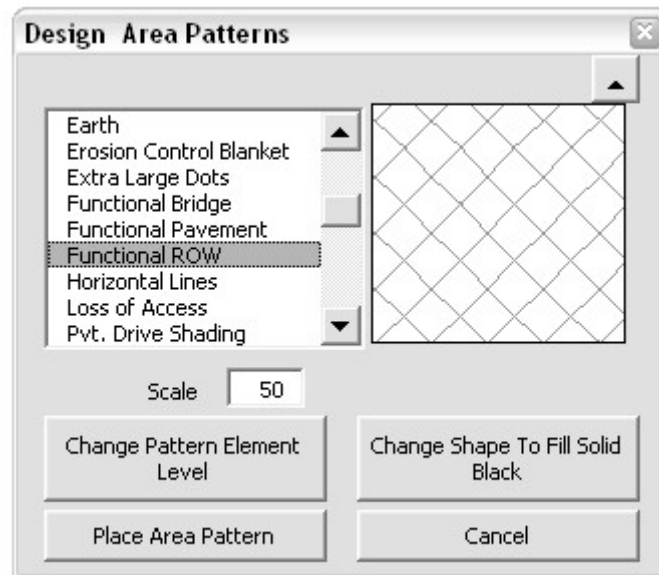 Design Area Patterns
Earth
Erosion Control Blanket
Extra Large Dots
Functional Bridge
Functional Pavement
Functional ROW
Horizontal Lines
Loss of Access
Pvt. Drive Shading
Scale 50
Change Pattern Element
Level
Change Shape To Fill Solid
Black
Place Area Pattern
Cancel